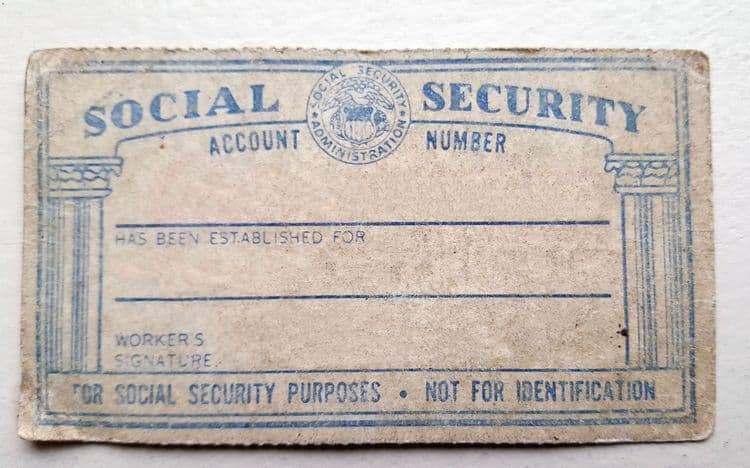 SOCIAL SECURITY
SOCIAL SECURITY ADMINISTRATION
ACCOUNT NUMBER
HAS BEEN ESTABLISHED FOR
WORKER'S
SIGNATURE
FOR SOCIAL SECURITY PURPOSES • NOT FOR IDENTIFICATION